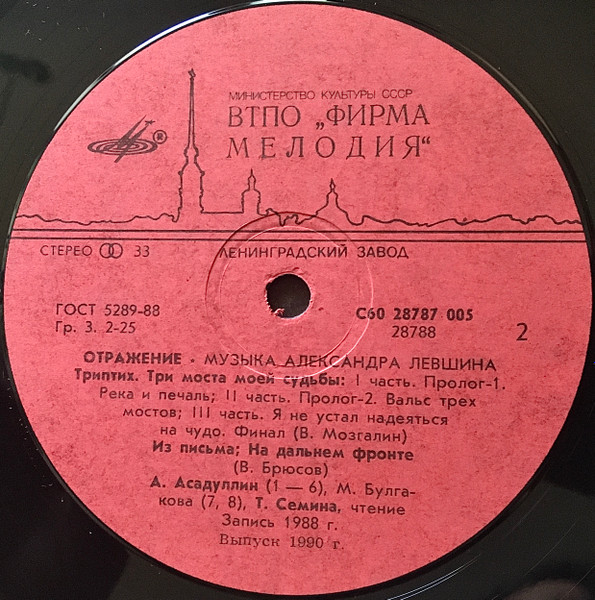 МИНИСТЕРСТВО КУЛЬТУРЫ СССР
ВТПО „ФИРМА
МЕЛОДИЯ“
®
СТЕРЕО 33
ЛЕНИНГРАДСКИЙ ЗАВОД
ГОСТ 5289-88
Гр. 3. 2-25
С60 28787 005
28788
2
ОТРАЖЕНИЕ • МУЗЫКА АЛЕКСАНДРА ЛЕВШИНА
Триптих. Три моста моей судьбы: I часть. Пролог-1.
Река и печаль; II часть. Пролог-2. Вальс трех
мостов; III часть. Я не устал надеяться
на чудо. Финал (В. Мозгалин)
Из письма; На дальнем фронте
(В. Брюсов)
А. Асадуллин (1 — 6), М. Булга-
кова (7, 8), Т. Семина, чтение
Запись 1988 г.
Выпуск 1990 г.